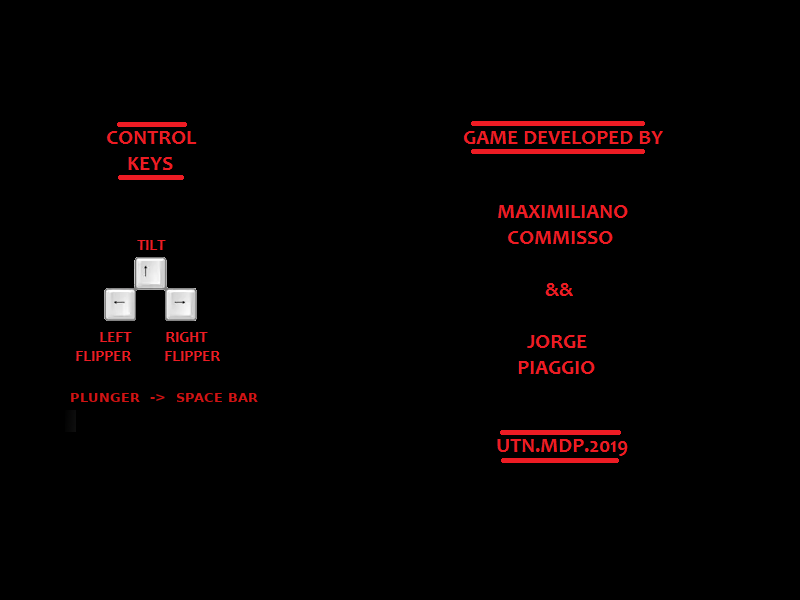 CONTROL
KEYS
TILT
↑
← →
LEFT RIGHT
FLIPPER FLIPPER
PLUNGER -> SPACE BAR
GAME DEVELOPED BY
MAXIMILIANO
COMMISSO
&&
JORGE
PIAGGIO
UTN.MDP.2019